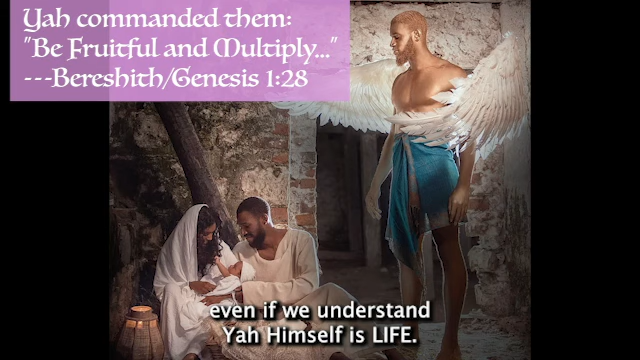 Yah commanded them:
"Be Fruitful and Multiply..."
---Bereshith/Genesis 1:28
even if we understand
Yah Himself is LIFE.